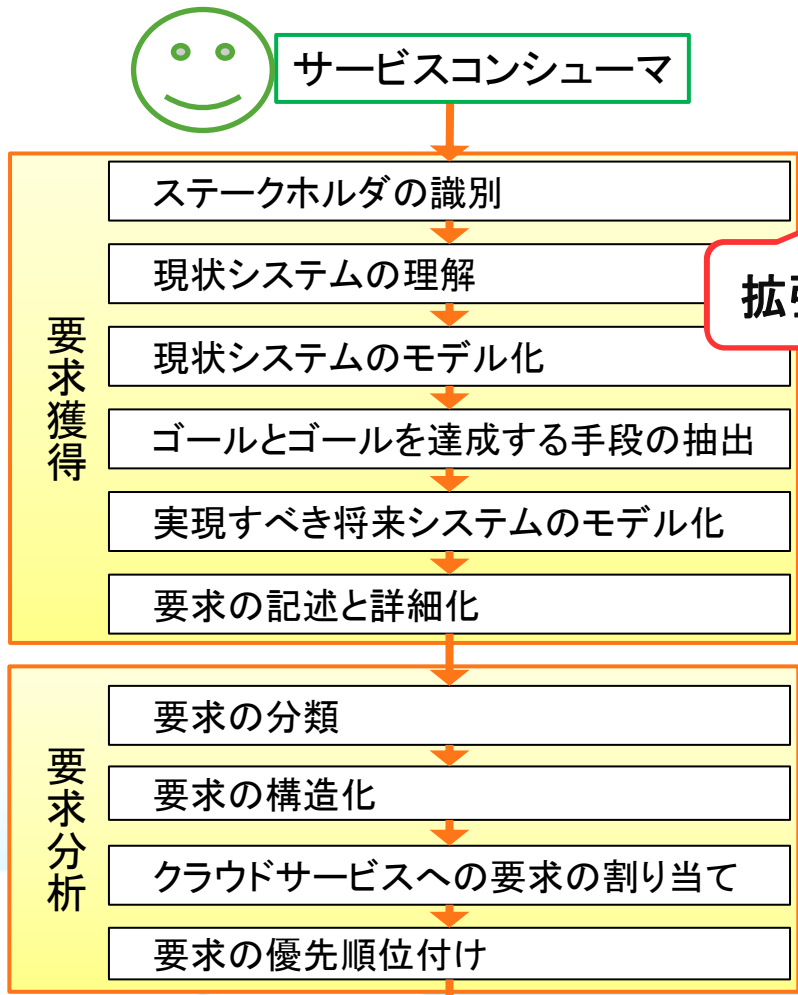 サービスコンシューマ
要求獲得
ステークホルダの識別
現状システムの理解
拡
現状システムのモデル化
ゴールとゴールを達成する手段の抽出
実現すべき将来システムのモデル化
要求の記述と詳細化
要求分析
要求の分類
要求の構造化
クラウドサービスへの要求の割り当て
要求の優先順位付け